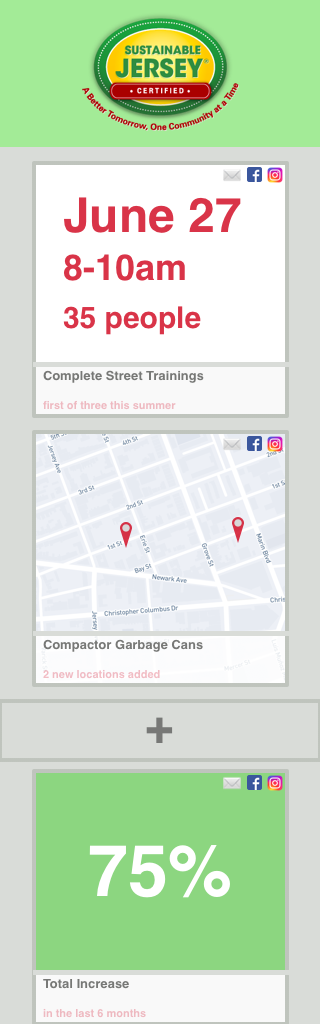 SUSTAINABLE
JERSEY®
• CERTIFIED •
A Better Tomorrow, One Community at a Time
June 27
8-10am
35 people
Complete Street Trainings
first of three this summer
5th St
4th St
2nd
Jersey Ave
3rd St
1st S
2nd St
1st St
Erie St
Grove St
Marin Blvd
Bay St
Newark Ave
Chris
Jersey
Christopher Columbus Dr
Compactor Garbage Cans
2 new locations added
+
75%
Total Increase
in the last 6 months